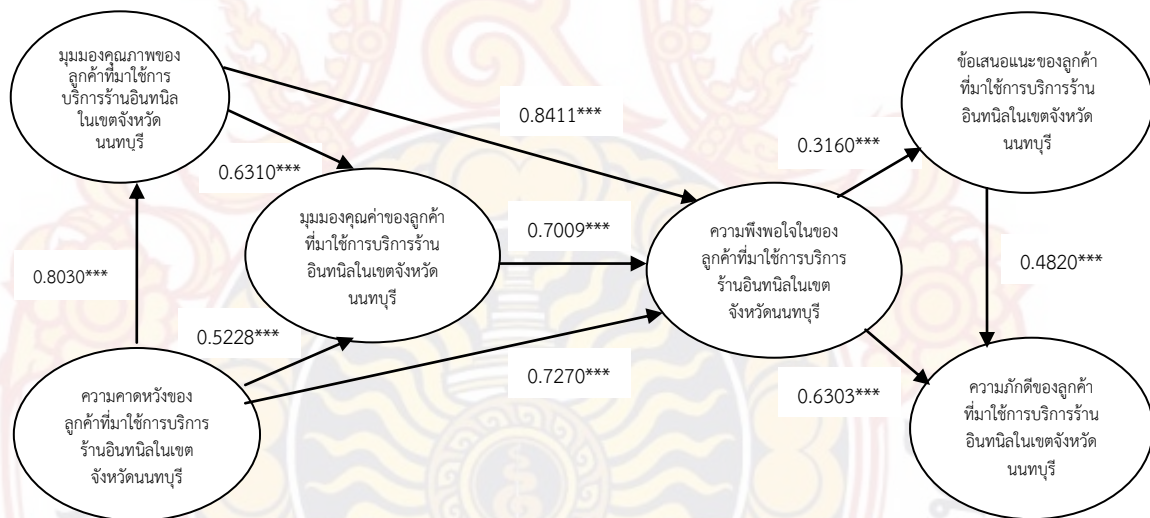 มุมมองคุณภาพของ
ลูกค้าที่มาใช้การ
บริการร้านอินทนิล
ในเขตจังหวัด
นนทบุรี
0.8411***
ข้อเสนอแนะของลูกค้า
ที่มาใช้การบริการร้าน
อินทนิลในเขตจังหวัด
นนทบุรี
0.3160***
0.6310***
มุมมองคุณค่าของลูกค้า
ที่มาใช้การบริการร้าน
อินทนิลในเขตจังหวัด
นนทบุรี
0.7009***
ความพึงพอใจในของ
ลูกค้าที่มาใช้การบริการ
ร้านอินทนิลในเขต
จังหวัดนนทบุรี
0.8030***
0.4820***
0.5228***
0.7270***
0.6303***
ความคาดหวังของ
ลูกค้าที่มาใช้การบริการ
ร้านอินทนิลในเขต
จังหวัดนนทบุรี
ความภักดีของลูกค้า
ที่มาใช้การบริการร้าน
อินทนิลในเขตจังหวัด
นนทบุรี